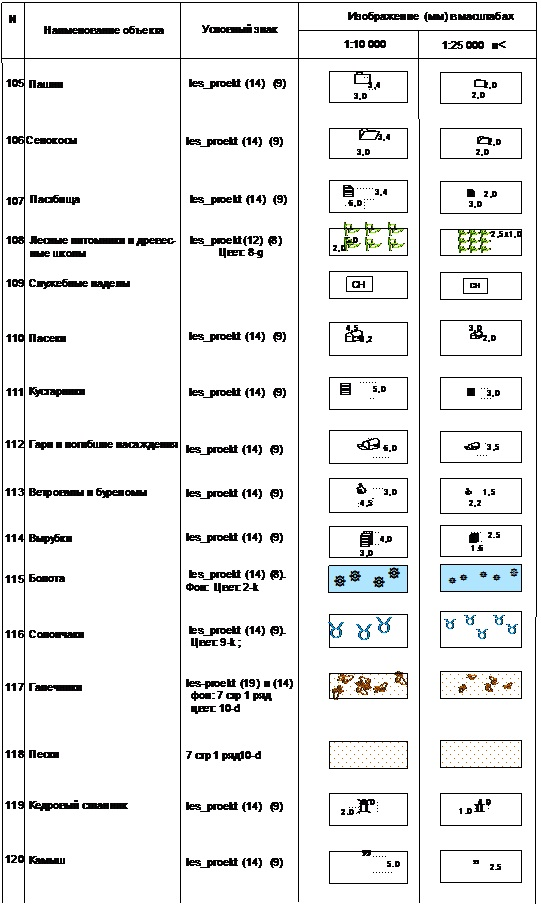 N
Наименование объекта
Условный знак
Изображение (мм) в масштабах
1:10 000
1:25 000 и<
105 Пашни les_proekt (14) (9)
3,4
3,0
2,0
2,0
106 Сенокосы les_proekt (14) (9)
3,4
3,0
2,0
2,0
107 Пастбища les_proekt (14) (9)
3,4
6,0
2,0
3,0
108 Лесные питомники и древес-
ные школы
les_proekt(12) (8)
Цвет: 8-g
2,0
2,5x1,0
109 Служебные наделы
СН
СН
110 Пасеки les_proekt (14) (9)
4,5
3,0
2,0
111 Кустарники les_proekt (14) (9)
5,0
3,0
112 Гари и погибшие насаждения les_proekt (14) (9)
6,0
3,5
113 Ветровалы и буреломы les_proekt (14) (9)
3,0
4,5
1,5
2,2
114 Вырубки les_proekt (14) (9)
4,0
3,0
2.5
1.6
115 Болота les_proekt (14) (8).
Фон: Цвет: 2-k
116 Солончаки les_proekt (14) (9).
Цвет: 9-k ;
117 Галечники les-proekt (19) и (14)
фон: 7 стр 1 ряд
цвет: 10-d
118 Пески 7 стр 1 ряд10-d
119 Кедровый стланик les_proekt (14) (9)
2.0
1.0
4.0
120 Камыш les_proekt (14) (9)
5.0
2.5